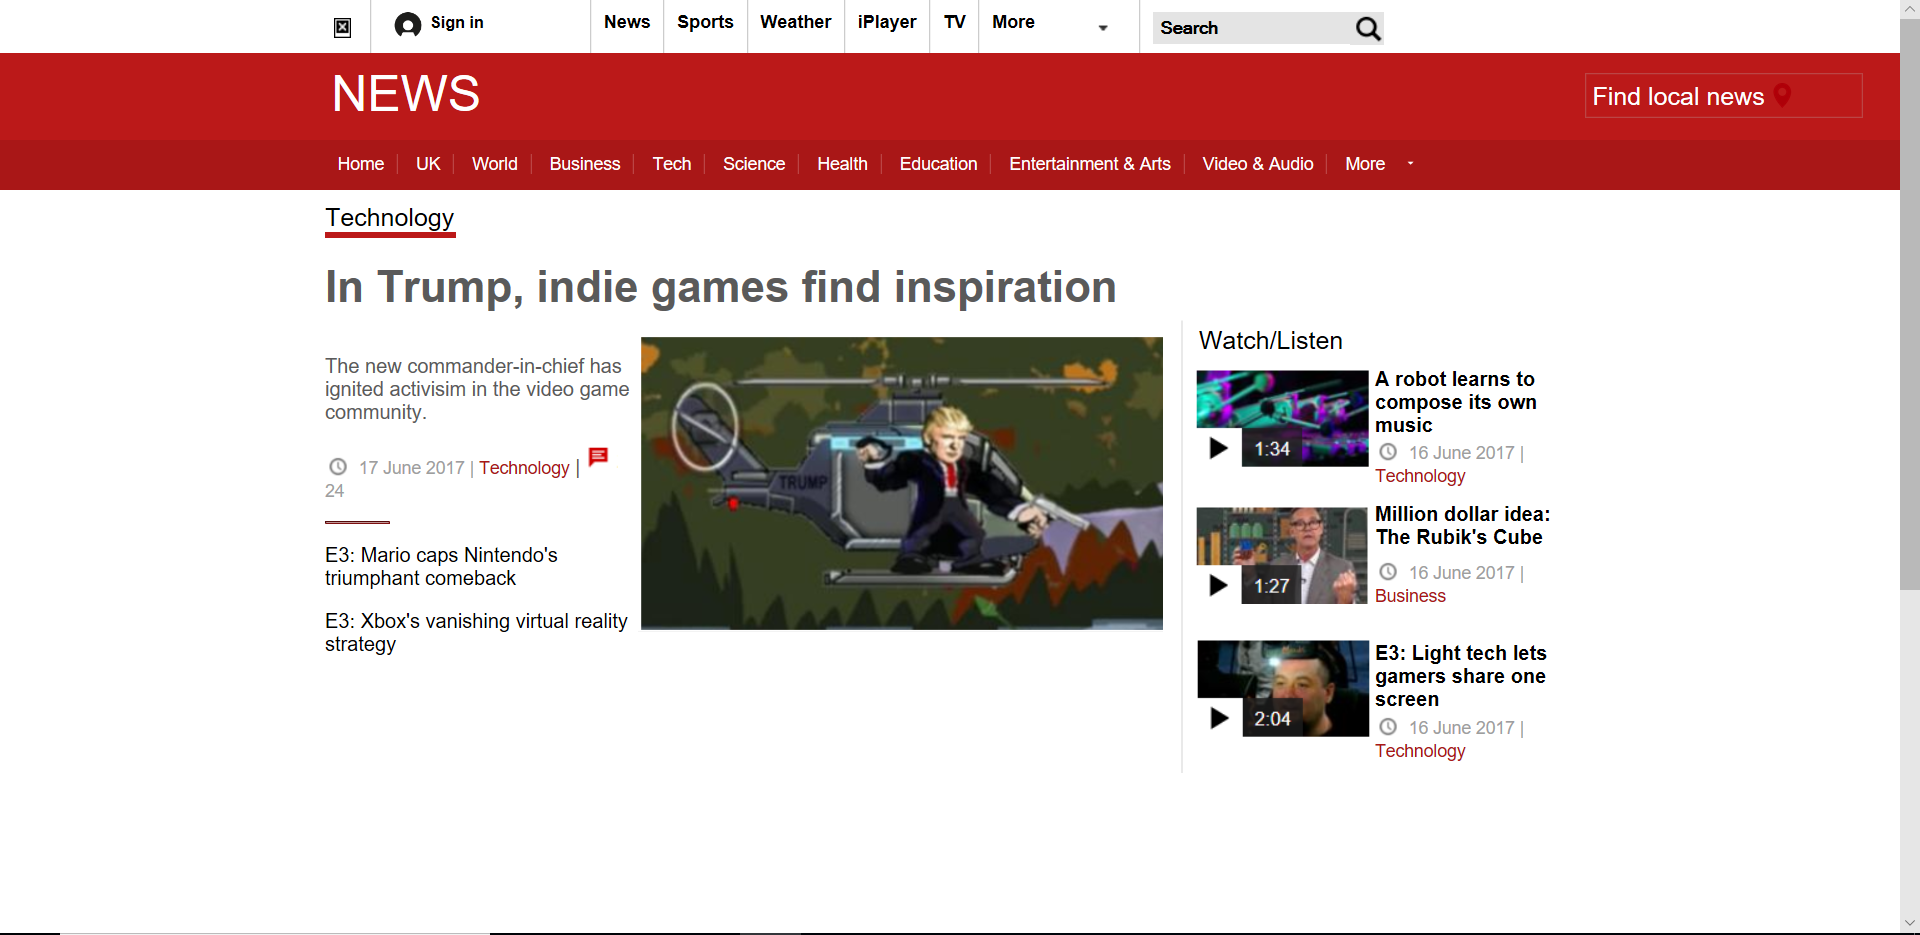 Sign in
News
Sports
Weather
iPlayer
TV
More
Search
NEWS
Find local news
Home
UK
World
Business
Tech
Science
Health
Education
Entertainment & Arts
Video & Audio
More
Technology
In Trump, indie games find inspiration
The new commander-in-chief has
ignited activisim in the video game
community.
17 June 2017 | Technology |
24
E3: Mario caps Nintendo's
triumphant comeback
E3: Xbox's vanishing virtual reality
strategy
TRUMP
Watch/Listen
1:34
A robot learns to
compose its own
music
16 June 2017 |
Technology
1:27
Million dollar idea:
The Rubik's Cube
16 June 2017 |
Business
2:04
E3: Light tech lets
gamers share one
screen
16 June 2017 |
Technology